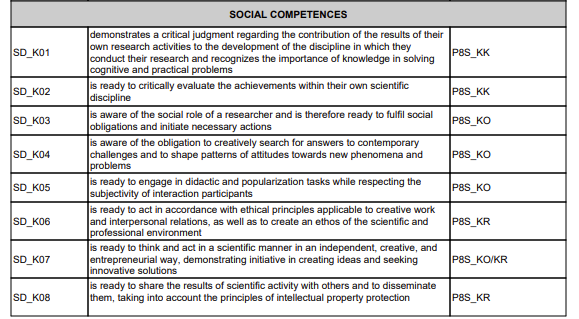 SOCIAL COMPETENCES
demonstrates a critical judgment regarding the contribution of the results of their
own research activities to the development of the discipline in which they
SD_K01 conduct their research and recognizes the importance of knowledge in solving P8S_KK
cognitive and practical problems
SD_K02 is ready to critically evaluate the achievements within their own scientific P8S_KK
discipline
SD_K03 is aware of the social role of a researcher and is therefore ready to fulfil social P8S_KO
obligations and initiate necessary actions
is aware of the obligation to creatively search for answers to contemporary
SD_K04 challenges and to shape patterns of attitudes towards new phenomena and P8S_KO
problems
SD_K05 is ready to engage in didactic and popularization tasks while respecting the P8S_KO
subjectivity of interaction participants
is ready to act in accordance with ethical principles applicable to creative work
SD_K06 and interpersonal relations, as well as to create an ethos of the scientific and P8S_KR
professional environment
is ready to think and act in a scientific manner in an independent, creative, and
SD_K07 entrepreneurial way, demonstrating initiative in creating ideas and seeking P8S_KO/KR
innovative solutions
SD_K08 is ready to share the results of scientific activity with others and to disseminate P8S_KR
them, taking into account the principles of intellectual property protection